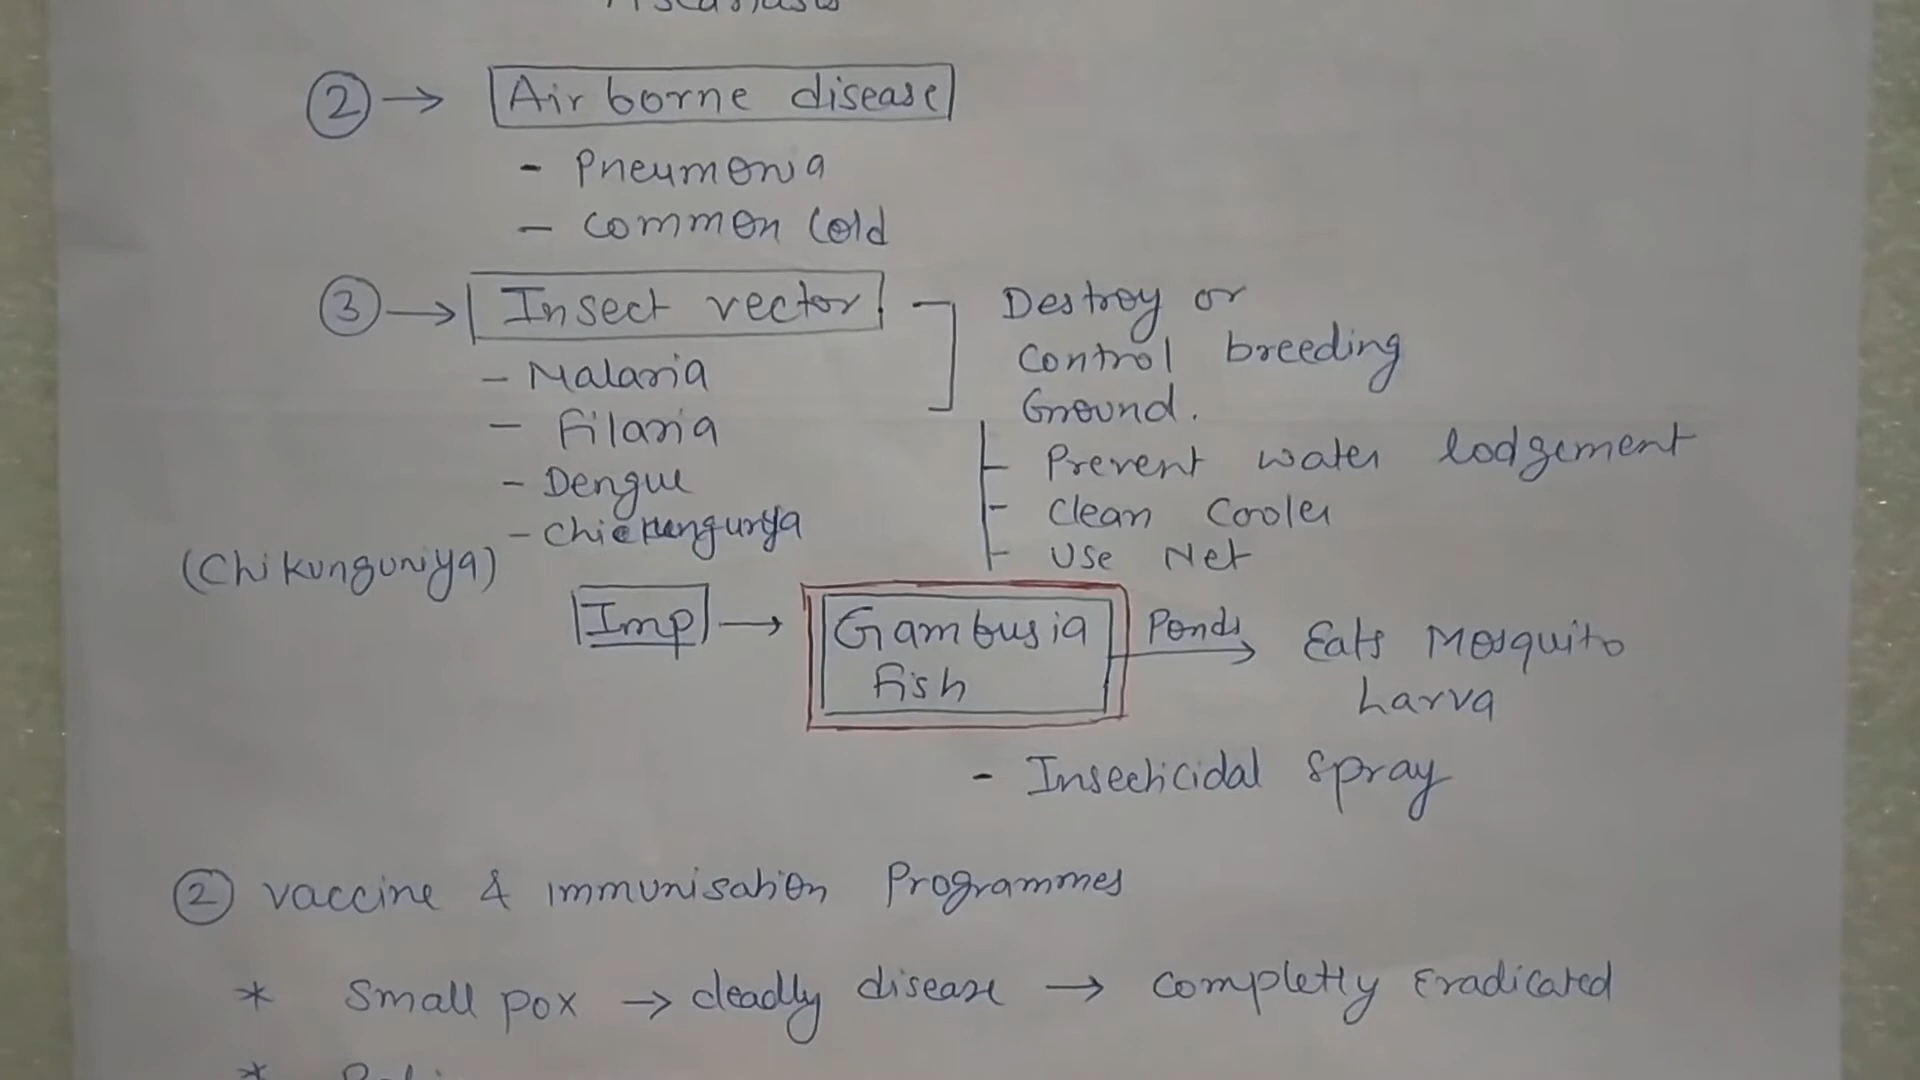 Ascariasis
② → Air borne disease
- Pneumonia
- Common Cold
③ → Insect vector
- Malaria
- Filaria
- Dengue
- Chickungunya
(Chikunguniya)
Destroy or
Control breeding
Ground.
- Prevent water lodgement
- Clean Cooler
- Use Net
Imp → Gambusia Fish Ponds → Eats Mosquito Larva
- Insecticidal Spray
② vaccine & immunisation Programmes
* Small pox → deadly disease → completly Eradicated
*